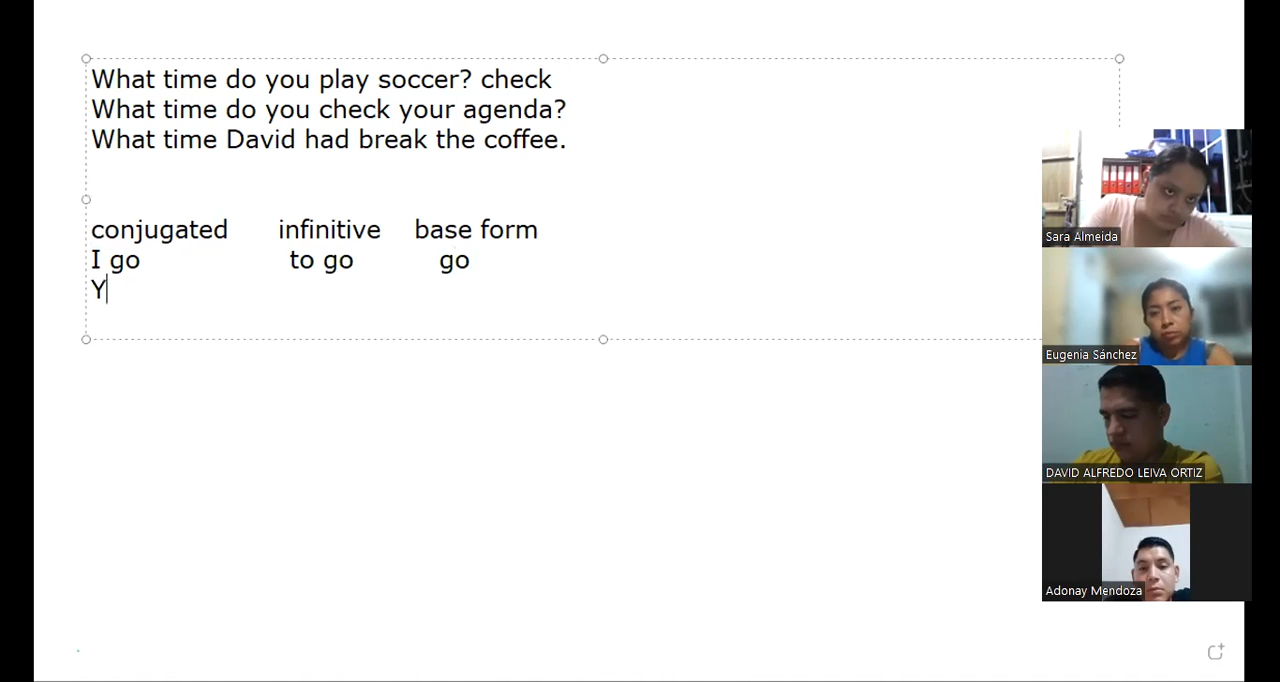 What time do you play soccer? check
What time do you check your agenda?
What time David had break the coffee.
conjugated infinitive base form
I go to go go
Y
Sara Almeida
Eugenia Sánchez
DAVID ALFREDO LEIVA ORTIZ
Adonay Mendoza